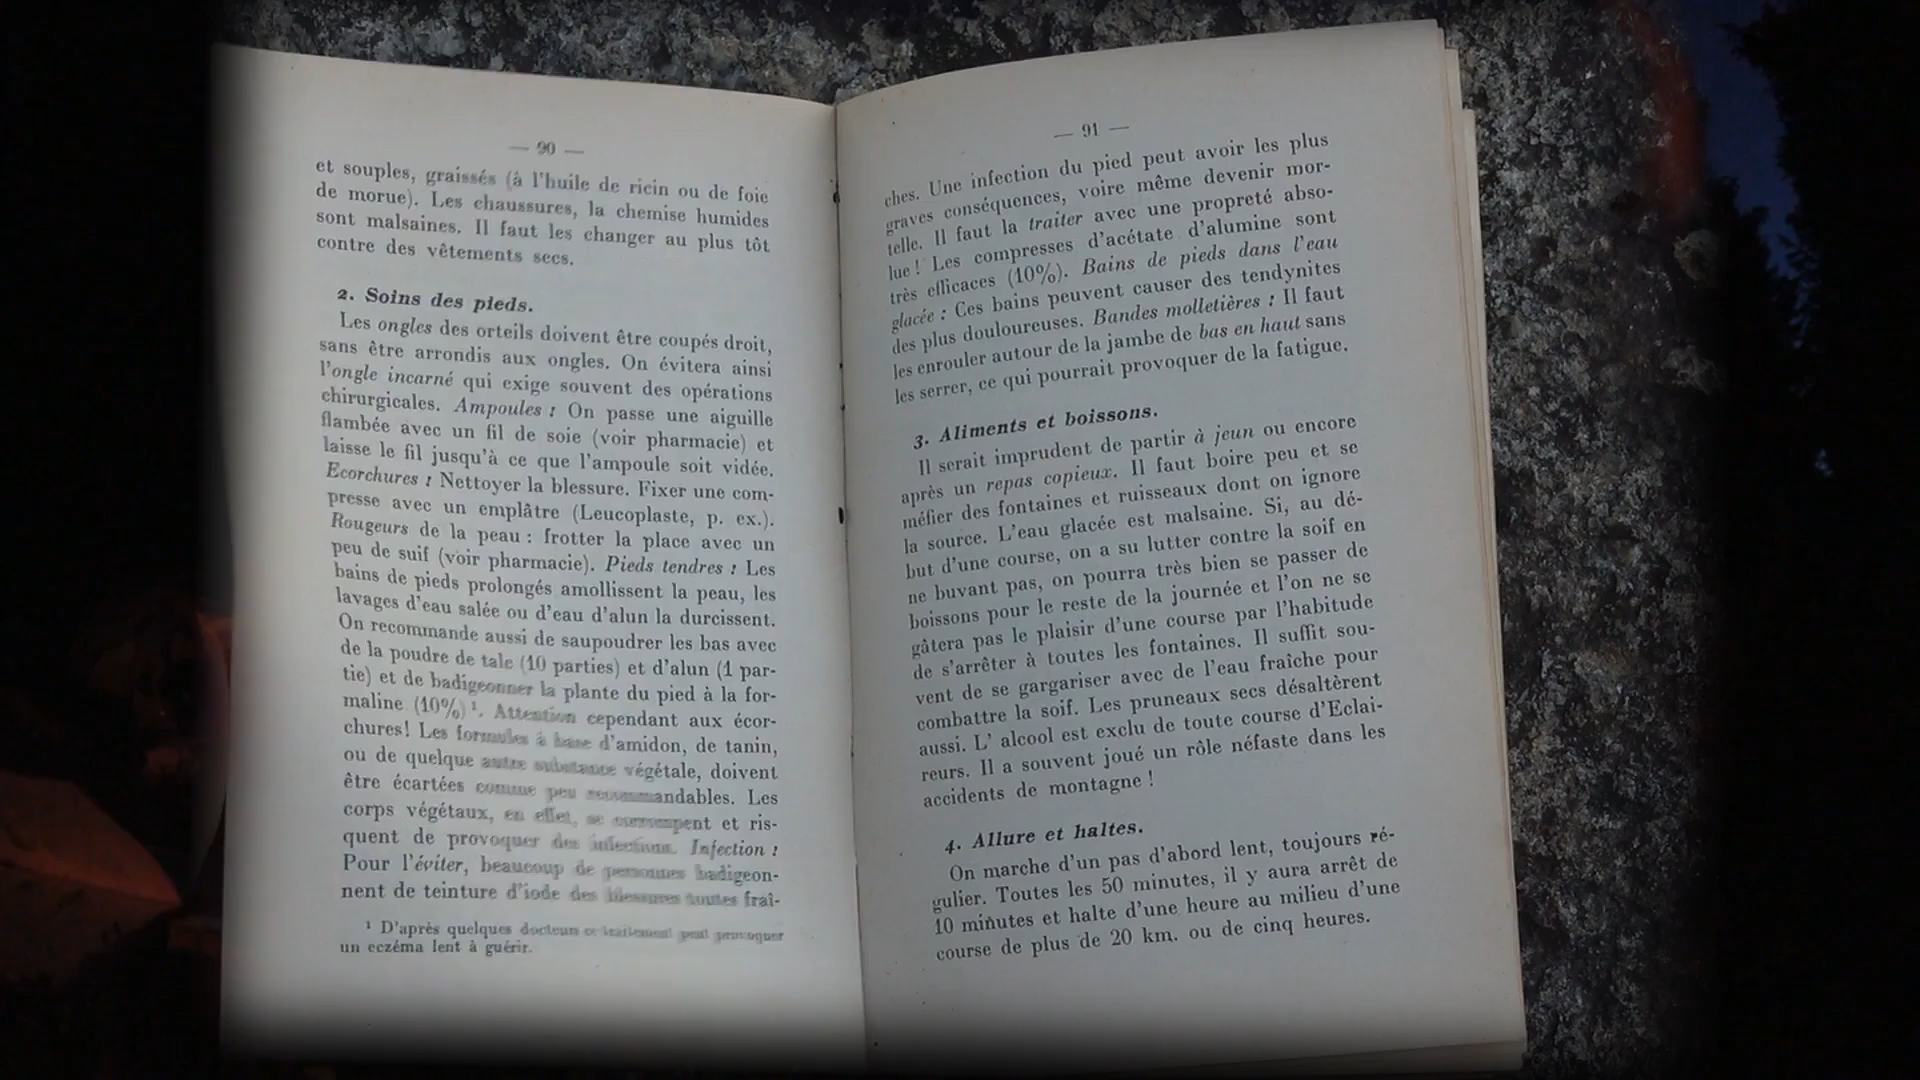 — 90 —
et souples, graissés (à l'huile de ricin ou de foie
de morue). Les chaussures, la chemise humides
sont malsaines. Il faut les changer au plus tôt
contre des vêtements secs.
2. Soins des pieds.
Les ongles des orteils doivent être coupés droit,
sans être arrondis aux ongles. On évitera ainsi
l'ongle incarné qui exige souvent des opérations
chirurgicales. Ampoules : On passe une aiguille
flambée avec un fil de soie (voir pharmacie) et
laisse le fil jusqu'à ce que l'ampoule soit vidée.
Ecorchures : Nettoyer la blessure. Fixer une com-
presse avec un emplâtre (Leucoplaste, p. ex.).
Rougeurs de la peau : frotter la place avec un
peu de suif (voir pharmacie). Pieds tendres : Les
bains de pieds prolongés amollissent la peau, les
lavages d'eau salée ou d'eau d'alun la durcissent.
On recommande aussi de saupoudrer les bas avec
de la poudre de talc (10 parties) et d'alun (1 par-
tie) et de badigeonner la plante du pied à la for-
maline (10%) ¹. Attention cependant aux écor-
chures! Les formules à base d'amidon, de tanin,
ou de quelque autre substance végétale, doivent
être écartées comme peu recommandables. Les
corps végétaux, en effet, se corrompent et ris-
quent de provoquer des infections. Infection :
Pour l'éviter, beaucoup de personnes badigeon-
nent de teinture d'iode des blessures toutes fraî-
¹ D'après quelques docteurs ce traitement peut provoquer
un eczéma lent à guérir.
— 91 —
ches. Une infection du pied peut avoir les plus
graves conséquences, voire même devenir mor-
telle. Il faut la traiter avec une propreté abso-
lue ! Les compresses d'acétate d'alumine sont
très efficaces (10%). Bains de pieds dans l'eau
glacée : Ces bains peuvent causer des tendynites
des plus douloureuses. Bandes molletières : Il faut
les enrouler autour de la jambe de bas en haut sans
les serrer, ce qui pourrait provoquer de la fatigue.
3. Aliments et boissons.
Il serait imprudent de partir à jeun ou encore
après un repas copieux. Il faut boire peu et se
méfier des fontaines et ruisseaux dont on ignore
la source. L'eau glacée est malsaine. Si, au dé-
but d'une course, on a su lutter contre la soif en
ne buvant pas, on pourra très bien se passer de
boissons pour le reste de la journée et l'on ne se
gâtera pas le plaisir d'une course par l'habitude
de s'arrêter à toutes les fontaines. Il suffit sou-
vent de se gargariser avec de l'eau fraîche pour
combattre la soif. Les pruneaux secs désaltèrent
aussi. L' alcool est exclu de toute course d'Eclai-
reurs. Il a souvent joué un rôle néfaste dans les
accidents de montagne !
4. Allure et haltes.
On marche d'un pas d'abord lent, toujours ré-
gulier. Toutes les 50 minutes, il y aura arrêt de
10 minutes et halte d'une heure au milieu d'une
course de plus de 20 km. ou de cinq heures.